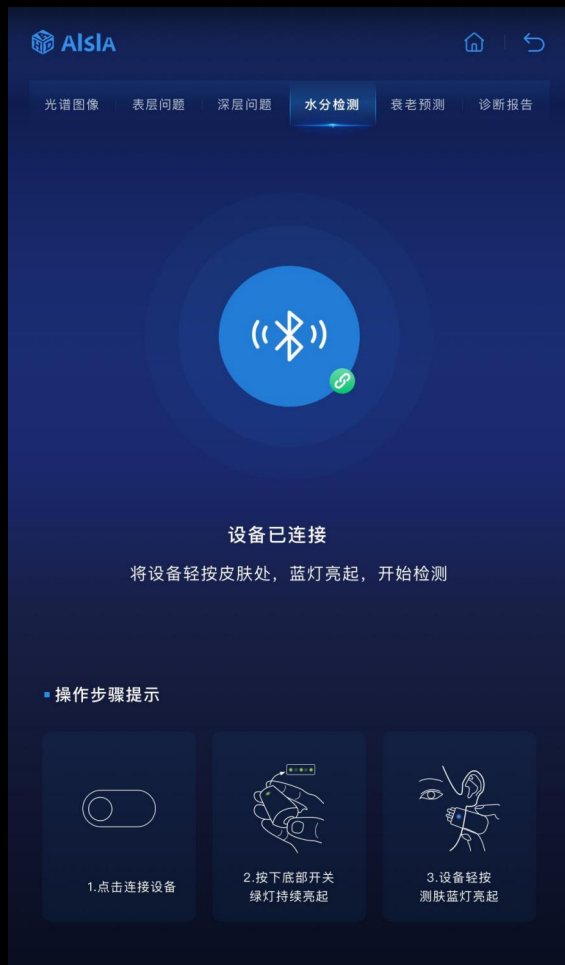 AISIA
光谱图像
表层问题
深层问题
水分检测
衰老预测
诊断报告
设备已连接
将设备轻按皮肤处，蓝灯亮起，开始检测
操作步骤提示
1.点击连接设备
2.按下底部开关
绿灯持续亮起
3.设备轻按
测肤蓝灯亮起